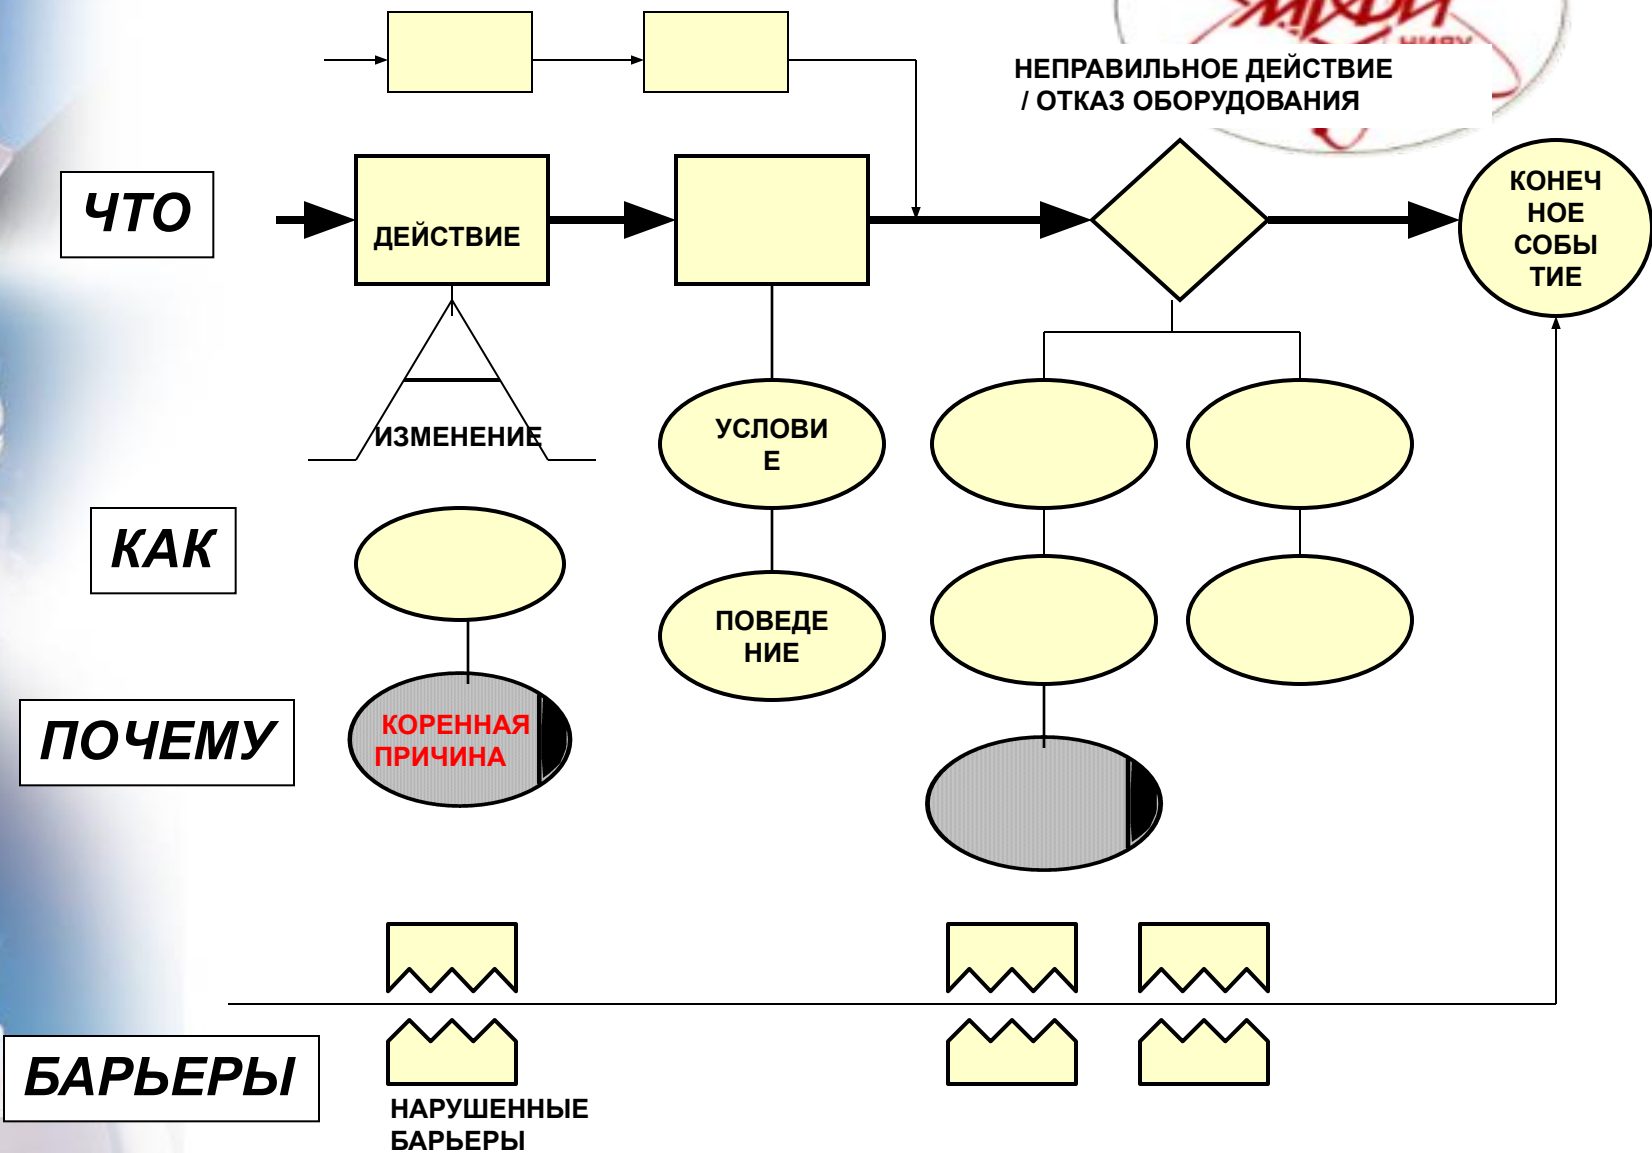 НЕПРАВИЛЬНОЕ ДЕЙСТВИЕ
/ ОТКАЗ ОБОРУДОВАНИЯ
ЧТО
ДЕЙСТВИЕ
КОНЕЧ
НОЕ
СОБЫ
ТИЕ
ИЗМЕНЕНИЕ
УСЛОВИ
Е
КАК
ПОВЕДЕ
НИЕ
ПОЧЕМУ
КОРЕННАЯ
ПРИЧИНА
БАРЬЕРЫ
НАРУШЕННЫЕ
БАРЬЕРЫ